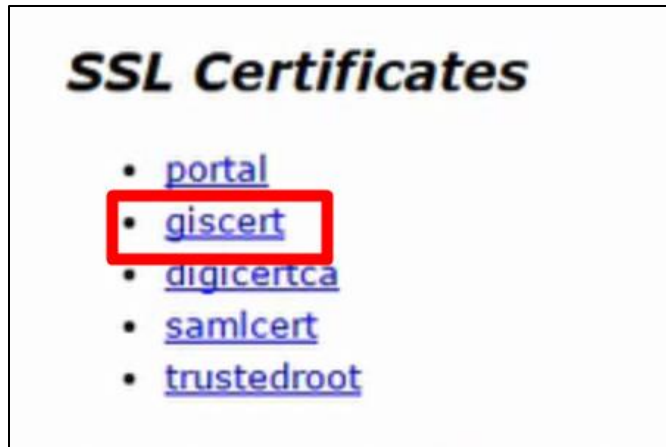 SSL Certificates
portal
giscert
digicertca
samlcert
trustedroot